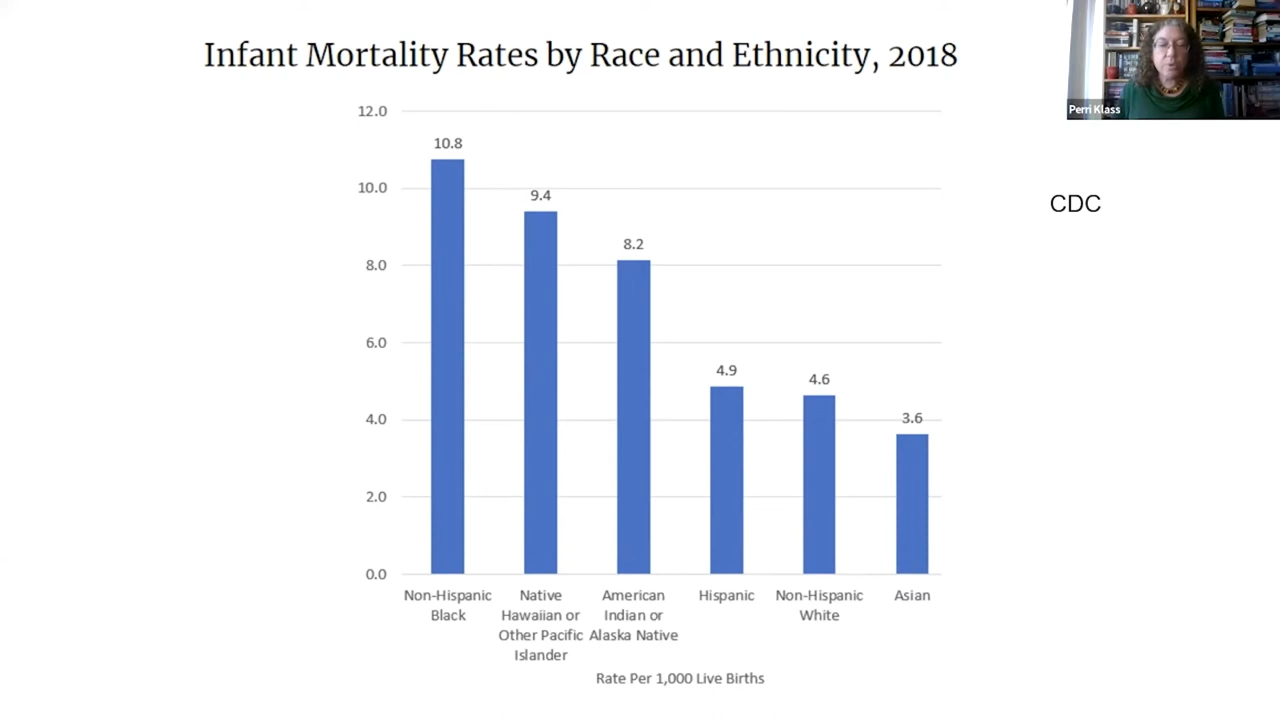 Infant Mortality Rates by Race and Ethnicity, 2018
Perri Klass
CDC
12.0
10.0
8.0
6.0
4.0
2.0
0.0
10.8
9.4
8.2
4.9
4.6
3.6
Non-Hispanic
Black
Native
Hawaiian or
Other Pacific
Islander
American
Indian or
Alaska Native
Hispanic
Non-Hispanic
White
Asian
Rate Per 1,000 Live Births